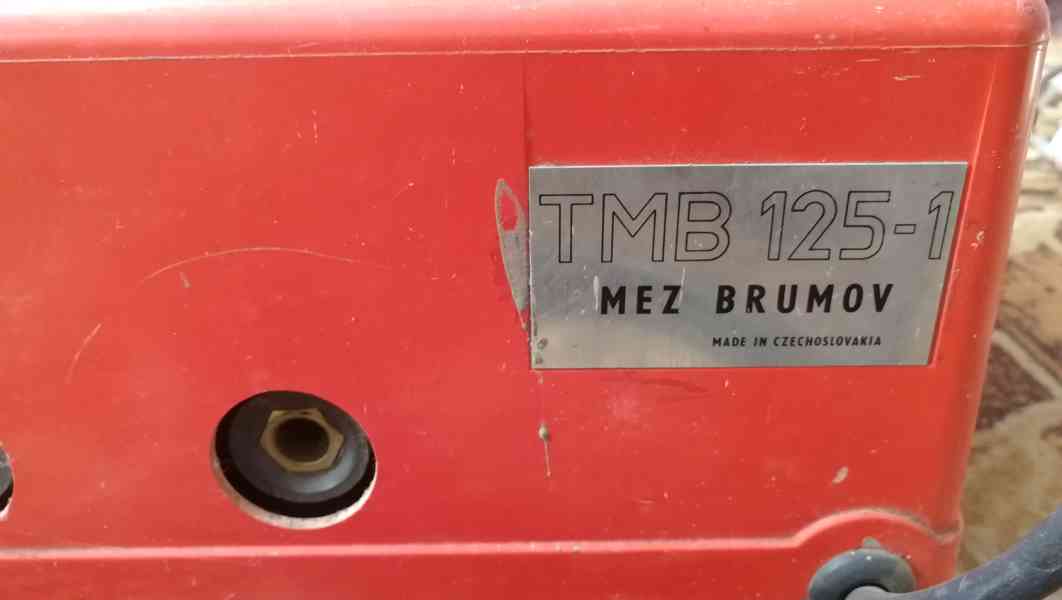 TMB 125-1
MEZ BRUMOV
MADE IN CZECHOSLOVAKIA